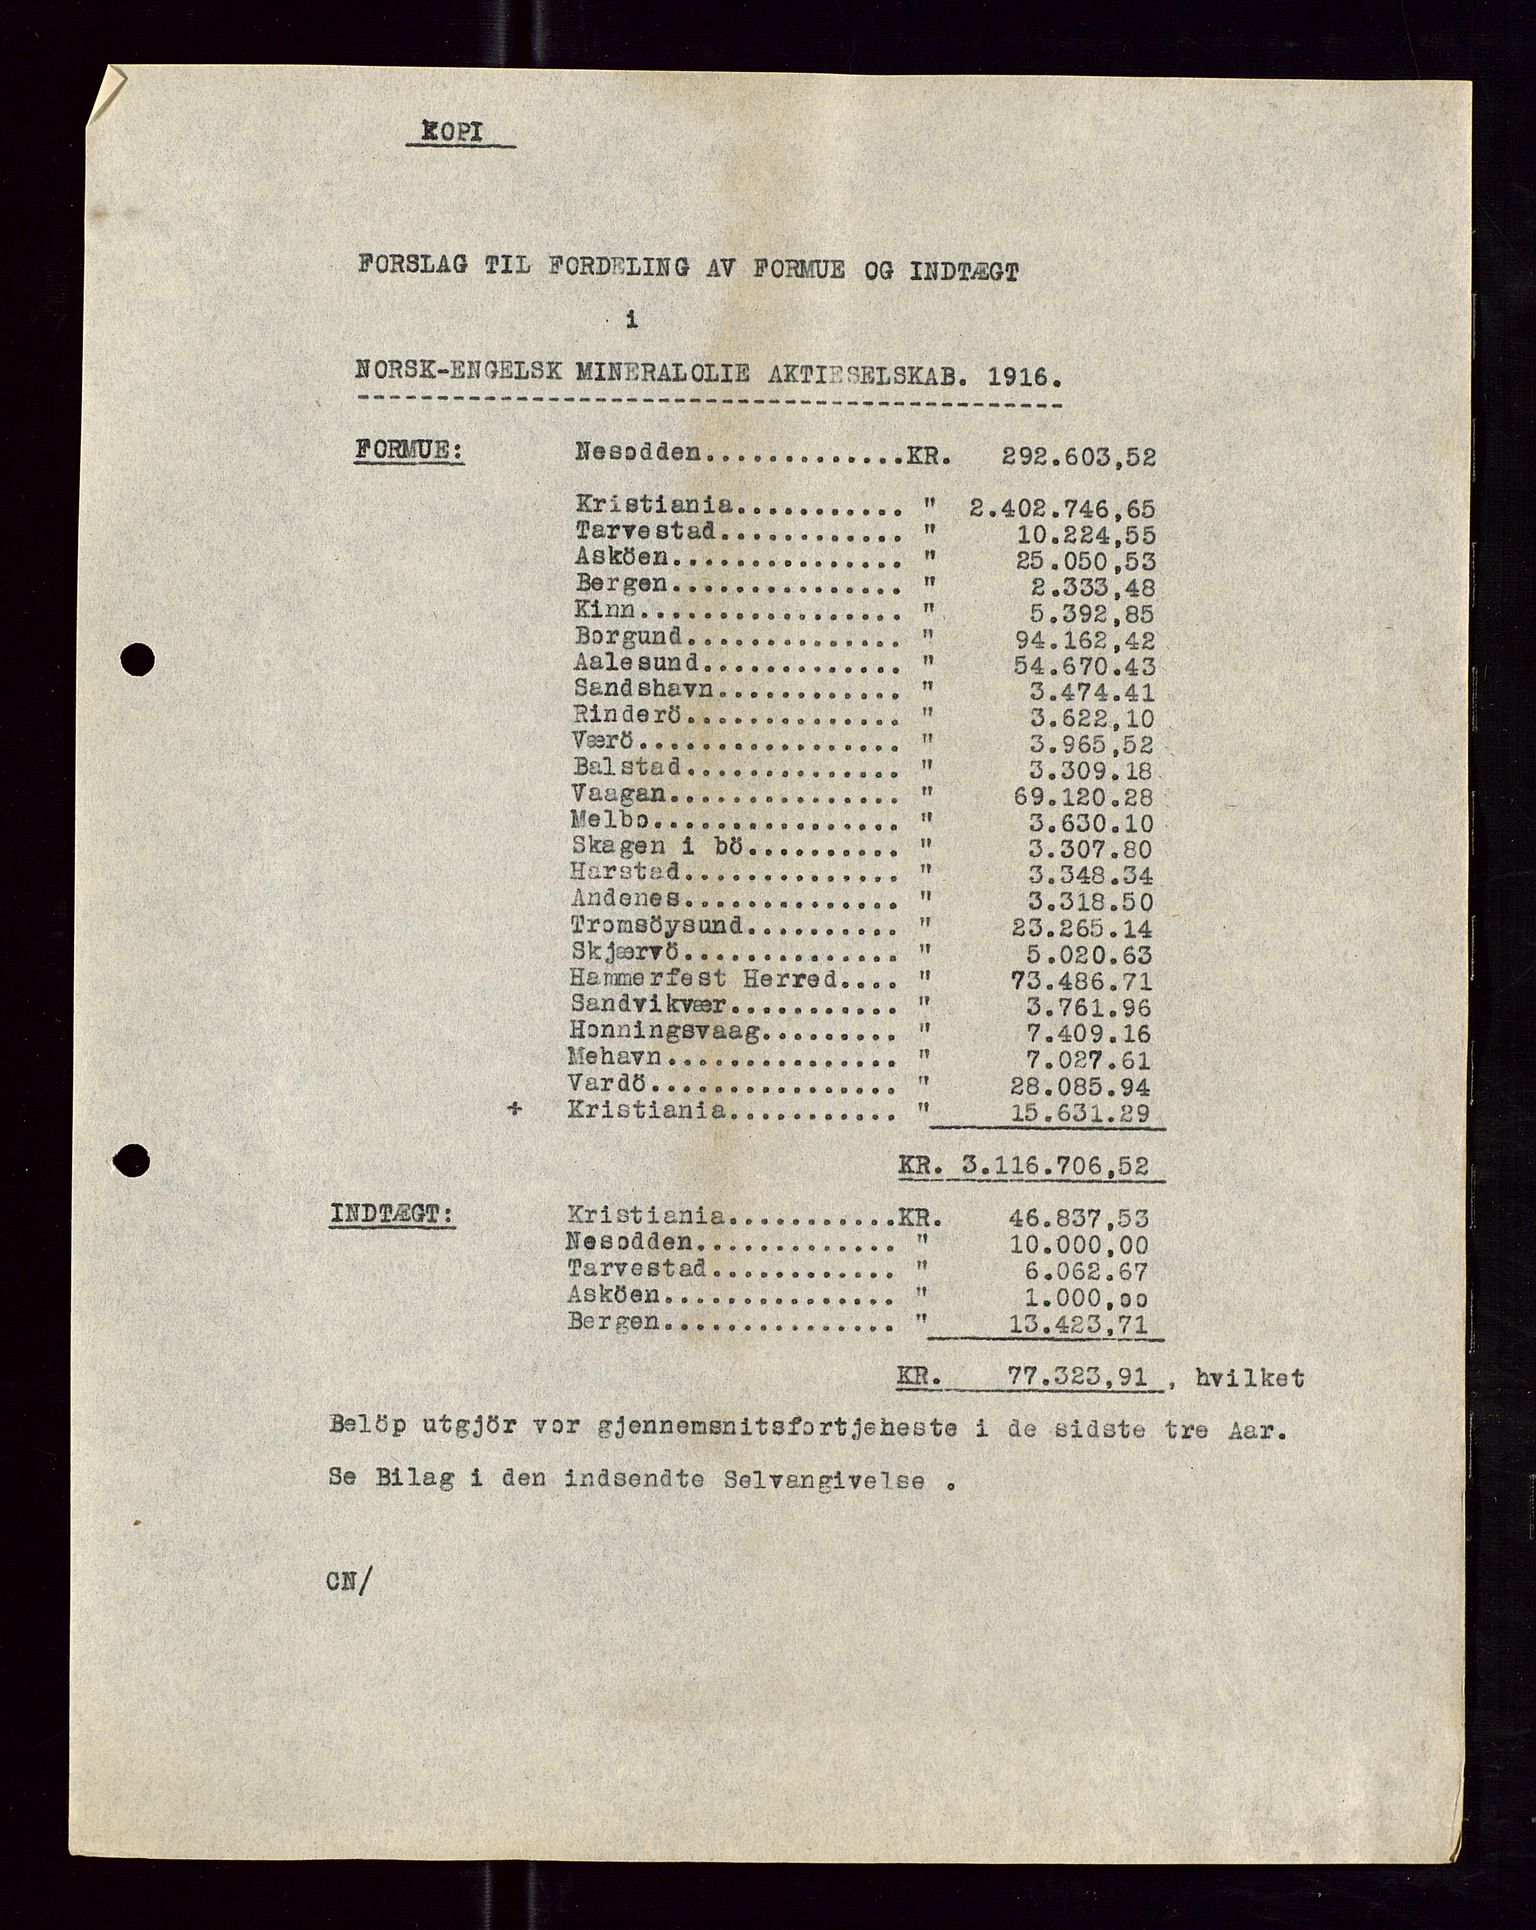 KOPI
FORSLAG TIL FORDELING AV FORMUE OG INDTÆGT
i
NORSK-ENGELSK MINERALOLIE AKTIESELSKAB. 1916.
---------------------------------------------
FORMUE: Nesodden.............KR. 292.603,52
Kristiania........... " 2.402.746,65
Tarvestad............ " 10.224,55
Asköen............... " 25.050,53
Bergen............... " 2.333,48
Kinn................. " 5.392,85
Borgund.............. " 94.162,42
Aalesund............. " 54.670.43
Sandshavn............ " 3.474.41
Rinderö.............. " 3.622,10
Værö................. " 3.965,52
Balstad.............. " 3.309.18
Vaagan............... " 69.120.28
Melbo................ " 3.630.10
Skagen i bö.......... " 3.307.80
Harstad.............. " 3.348.34
Andenes.............. " 3.318.50
Tromsöysund.......... " 23.265.14
Skjærvö.............. " 5.020.63
Hammerfest Herred.... " 73.486.71
Sandvikvær........... " 3.761.96
Honningsvaag......... " 7.409.16
Mehavn............... " 7.027.61
Vardö................ " 28.085.94
+ Kristiania........... " 15.631.29
KR. 3.116.706,52
INDTÆGT: Kristiania...........KR. 46.837,53
Nesodden............. " 10.000,00
Tarvestad............ " 6.062.67
Asköen............... " 1.000,00
Bergen............... " 13.423,71
KR. 77.323,91 , hvilket
Belöp utgjör vor gjennemsnitsfortjeheste i de sidste tre Aar.
Se Bilag i den indsendte Selvangivelse .
CN/